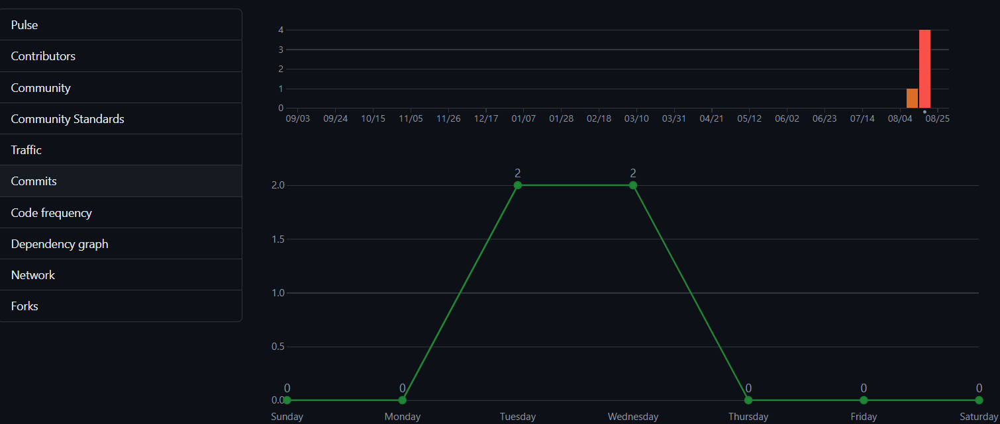 Pulse
Contributors
Community
Community Standards
Traffic
Commits
Code frequency
Dependency graph
Network
Forks
4
3
2
1
0
09/03 09/24 10/15 11/05 11/26 12/17 01/07 01/28 02/18 03/10 03/31 04/21 05/12 06/02 06/23 07/14 08/04 08/25
2 2
2.0
1.5
1.0
0.5
0 0 0 0 0
0.0
Sunday Monday Tuesday Wednesday Thursday Friday Saturday